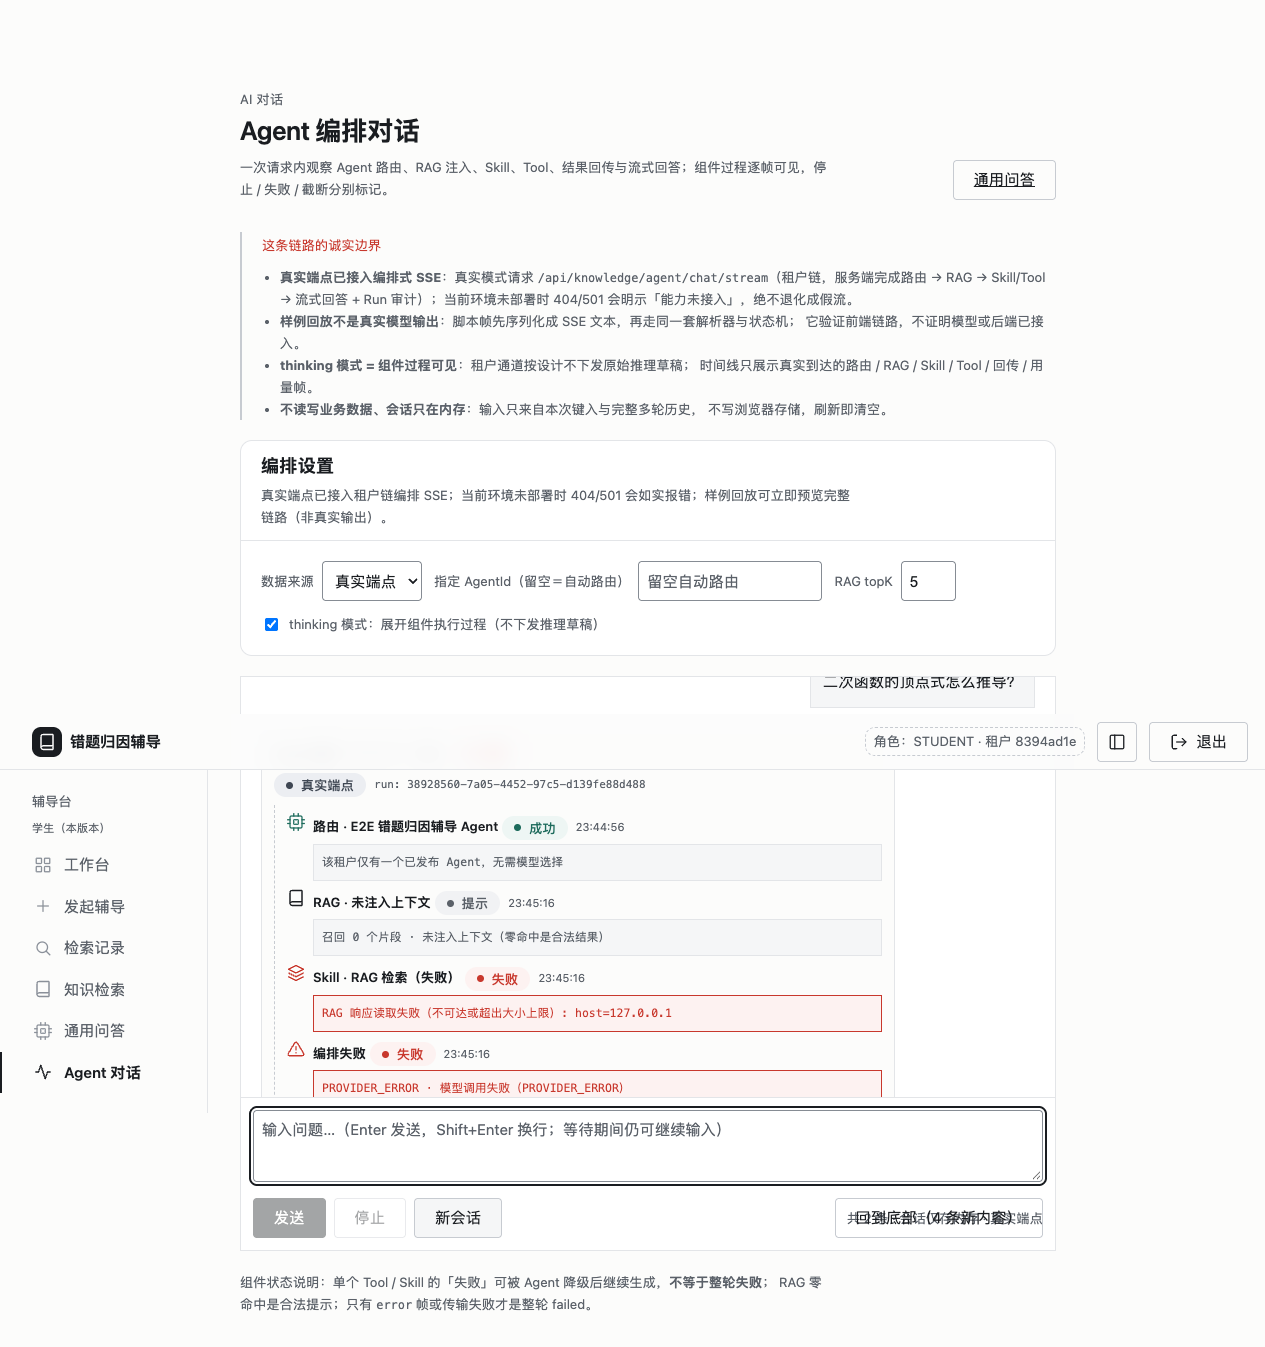 AI 对话
Agent 编排对话
一次请求内观察 Agent 路由、RAG 注入、Skill、Tool、结果回传与流式回答；组件过程逐帧可见，停
止 / 失败 / 截断分别标记。
通用问答
这条链路的诚实边界
真实端点已接入编排式 SSE：真实模式请求 /api/knowledge/agent/chat/stream（租户链，服务端完成路由 → RAG → Skill/Tool
→ 流式回答 + Run 审计）；当前环境未部署时 404/501 会明示「能力未接入」，绝不退化成假流。
样例回放不是真实模型输出：脚本帧先序列化成 SSE 文本，再走同一套解析器与状态机； 它验证前端链路，不证明模型或后端已接
入。
thinking 模式 = 组件过程可见：租户通道按设计不下发原始推理草稿； 时间线只展示真实到达的路由 / RAG / Skill / Tool / 回传 / 用
量帧。
不读写业务数据、会话只在内存：输入只来自本次键入与完整多轮历史， 不写浏览器存储，刷新即清空。
编排设置
真实端点已接入租户链编排 SSE；当前环境未部署时 404/501 会如实报错；样例回放可立即预览完整
链路（非真实输出）。
数据来源 真实端点 指定 AgentId（留空＝自动路由） 留空自动路由 RAG topK 5
thinking 模式：展开组件执行过程（不下发推理草稿）
二次函数的顶点式怎么推导?
错题归因辅导
角色：STUDENT · 租户 8394ad1e
退出
辅导台
学生（本版本）
工作台
发起辅导
检索记录
知识检索
通用问答
Agent 对话
真实端点 run: 38928560-7a05-4452-97c5-d139fe88d488
路由 · E2E 错题归因辅导 Agent 成功 23:44:56
该租户仅有一个已发布 Agent，无需模型选择
RAG · 未注入上下文 提示 23:45:16
召回 0 个片段 · 未注入上下文（零命中是合法结果）
Skill · RAG 检索（失败） 失败 23:45:16
RAG 响应读取失败（不可达或超出大小上限）: host=127.0.0.1
编排失败 失败 23:45:16
PROVIDER_ERROR · 模型调用失败（PROVIDER_ERROR）
输入问题...（Enter 发送，Shift+Enter 换行；等待期间仍可继续输入）
发送 停止 新会话
回到底部（4 条新内容）
组件状态说明：单个 Tool / Skill 的「失败」可被 Agent 降级后继续生成，不等于整轮失败； RAG 零
命中是合法提示；只有 error 帧或传输失败才是整轮 failed。